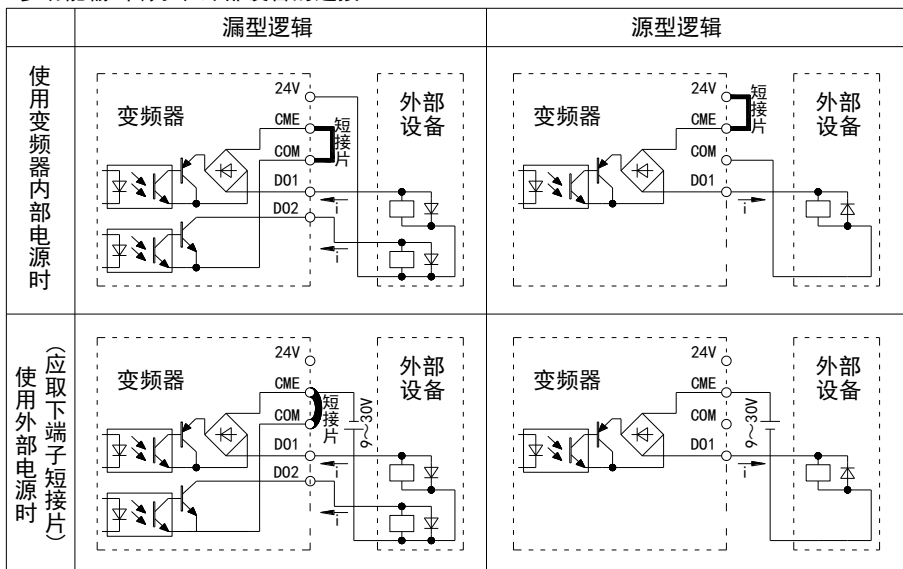 漏型逻辑
源型逻辑
使用变频器内部电源时
变频器
24V
CME
COM
DO1
DO2
短接片
i
i
外部
设备
变频器
24V
CME
COM
DO1
短接片
i
外部
设备
使用外部电源时
(应取下端子短接片)
变频器
24V
CME
COM
DO1
DO2
短接片
9～30V
i
i
外部
设备
变频器
24V
CME
COM
DO1
9～30V
i
外部
设备